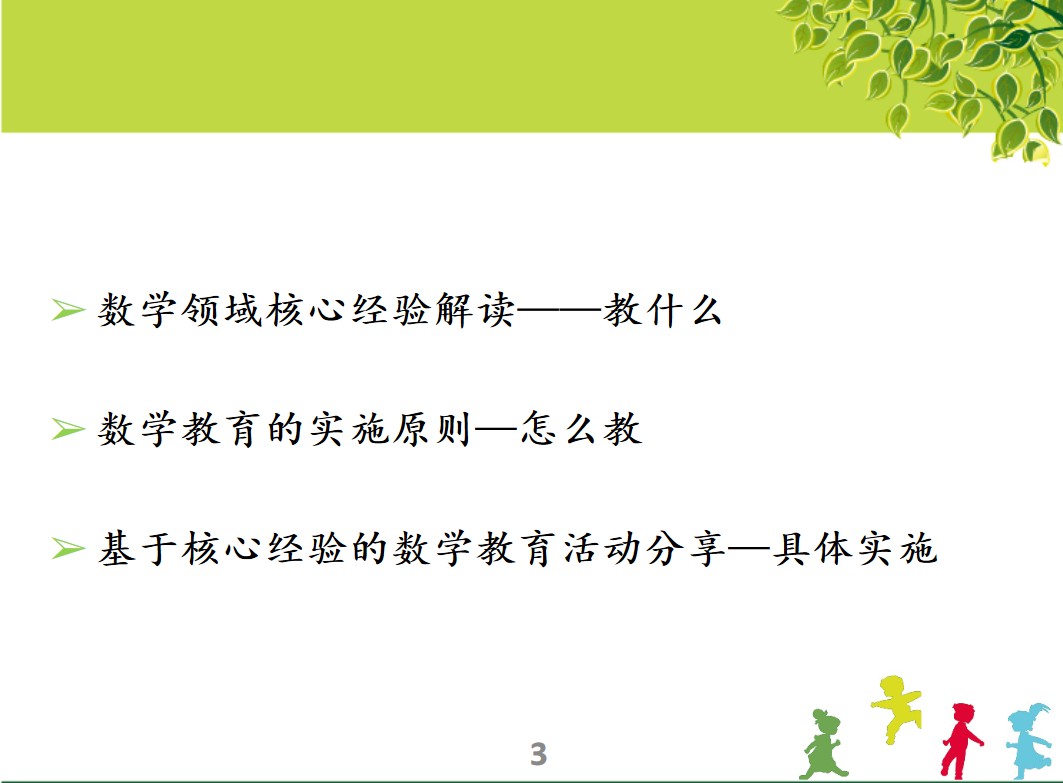 数学领域核心经验解读——教什么
数学教育的实施原则—怎么教
基于核心经验的数学教育活动分享—具体实施
3